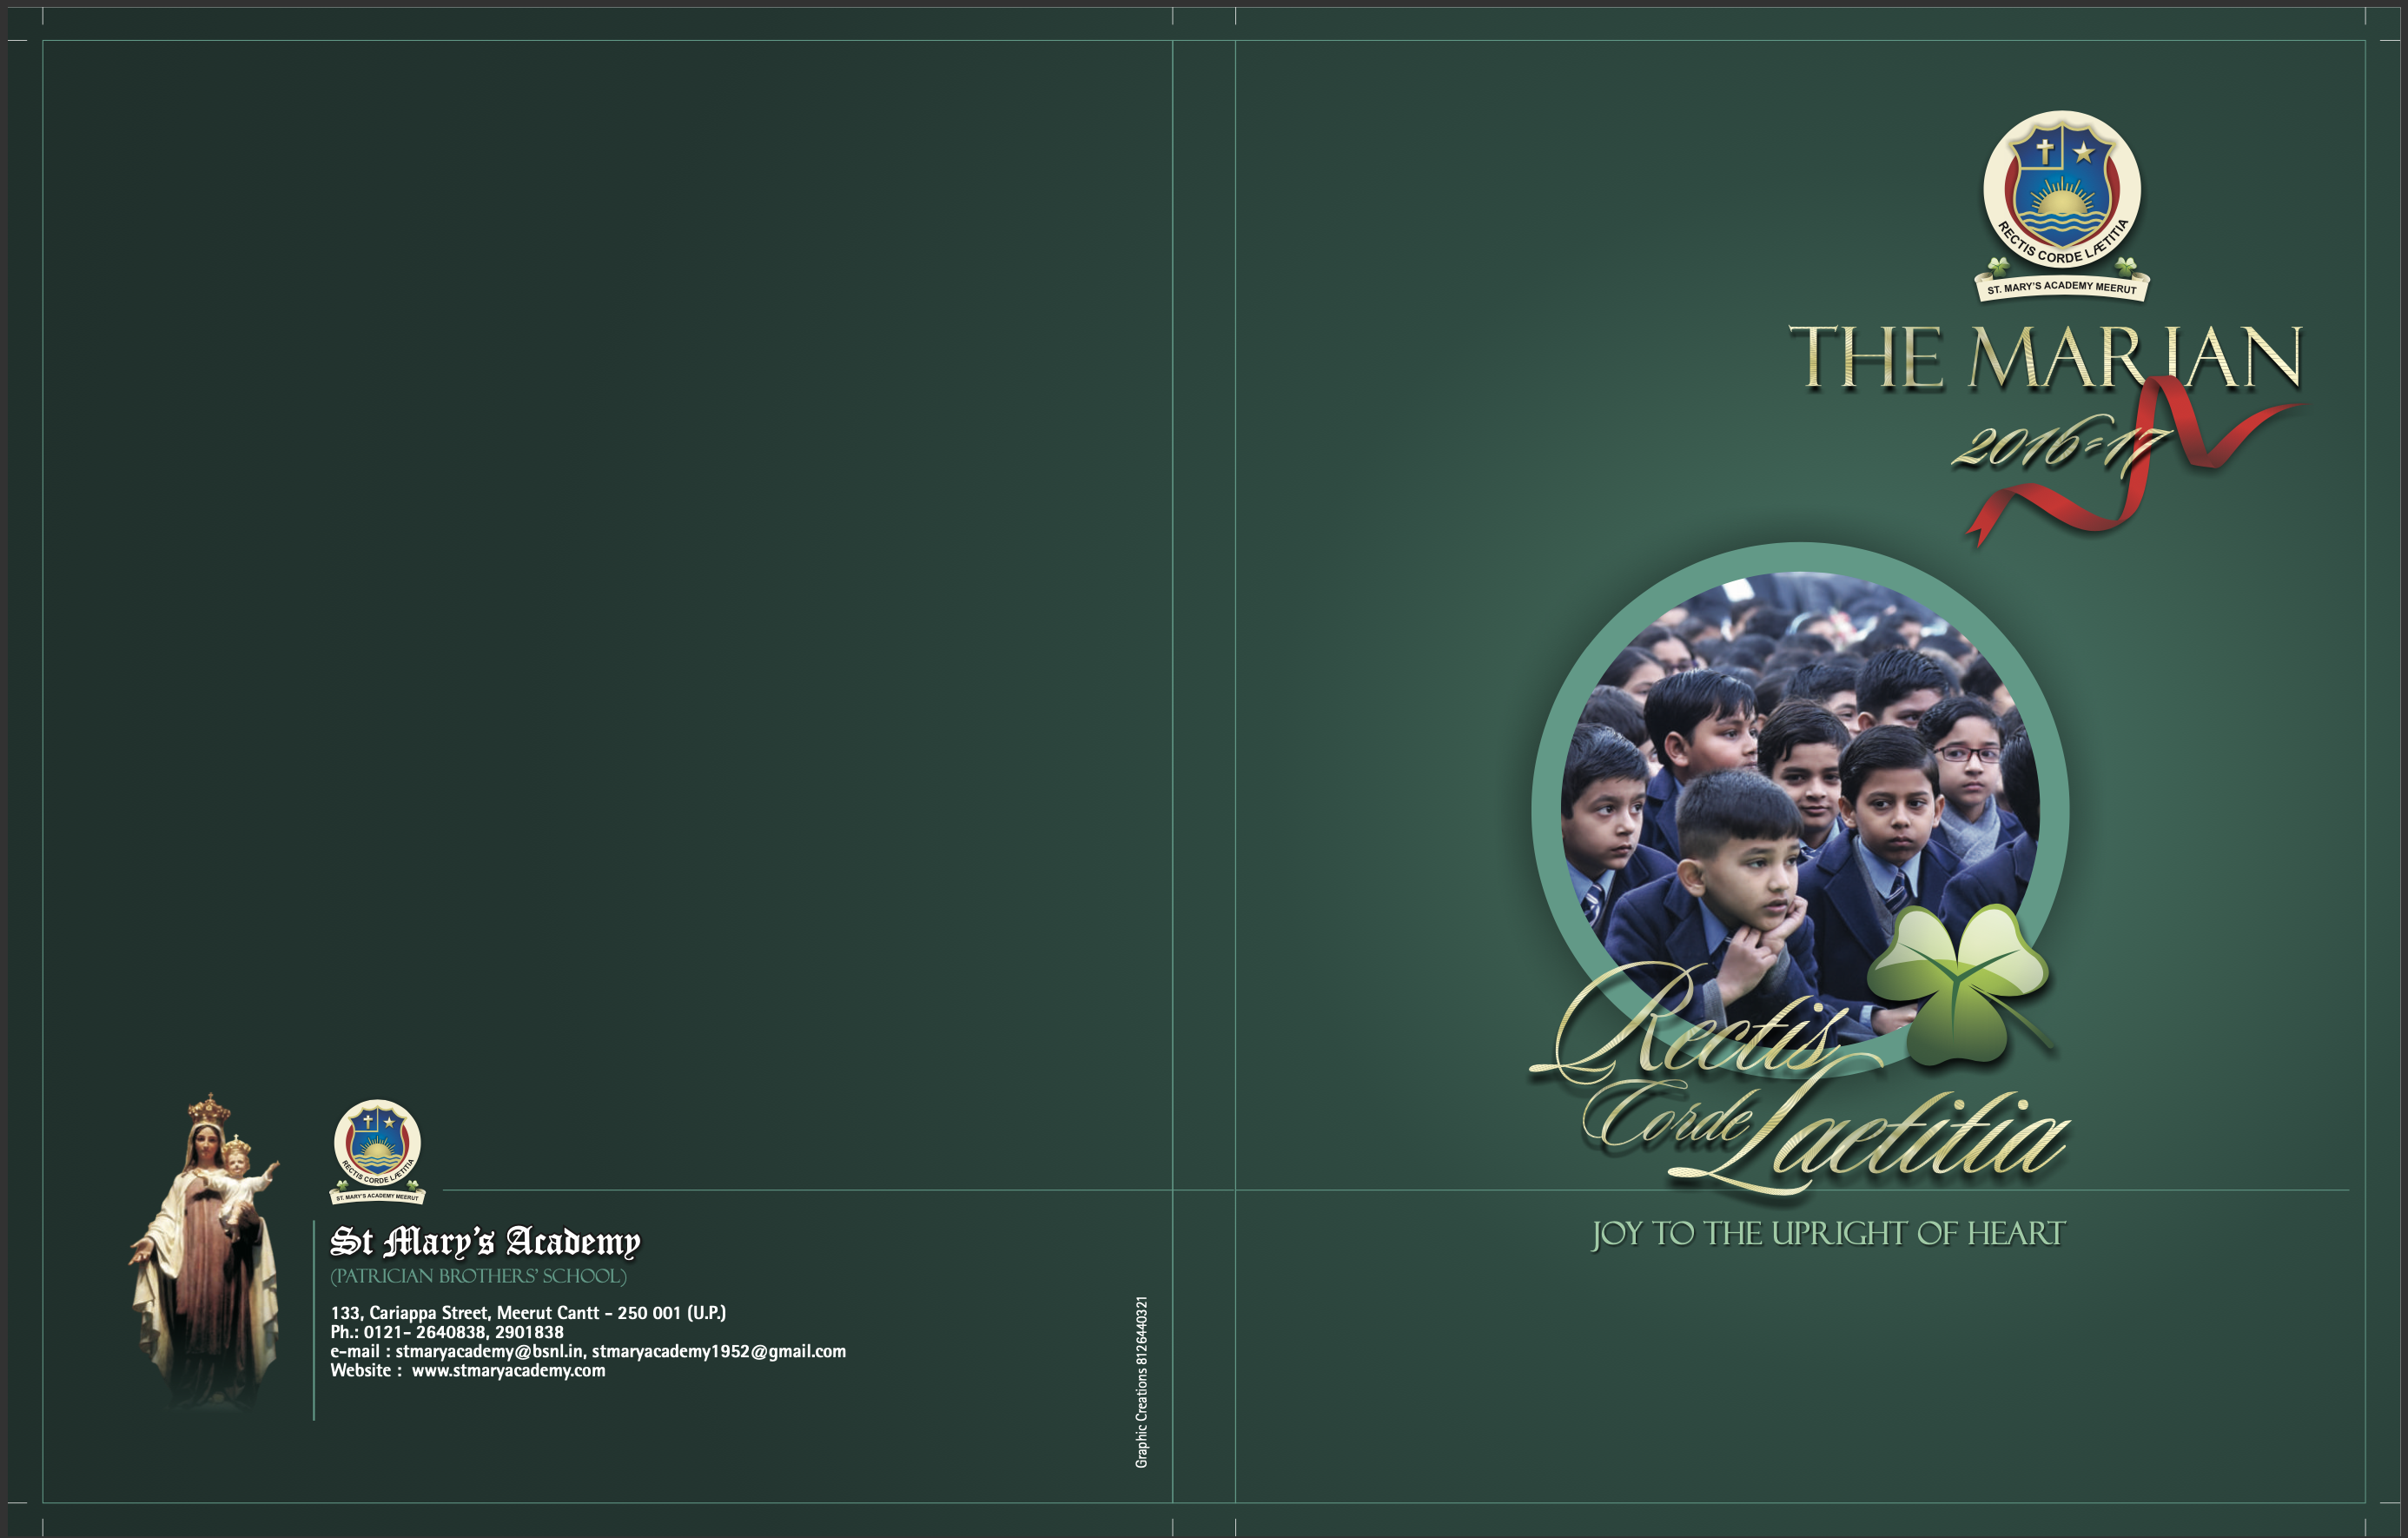 RECTIS CORDE LÆTITIA
ST. MARY'S ACADEMY MEERUT
THE MARIAN
2016-17
Rectis
Corde Laetitia
JOY TO THE UPRIGHT OF HEART
RECTIS CORDE LÆTITIA
ST. MARY'S ACADEMY MEERUT
St Mary's Academy
(PATRICIAN BROTHERS' SCHOOL)
133, Cariappa Street, Meerut Cantt - 250 001 (U.P.)
Ph.: 0121- 2640838, 2901838
e-mail : stmaryacademy@bsnl.in, stmaryacademy1952@gmail.com
Website : www.stmaryacademy.com
Graphic Creations 8126440321